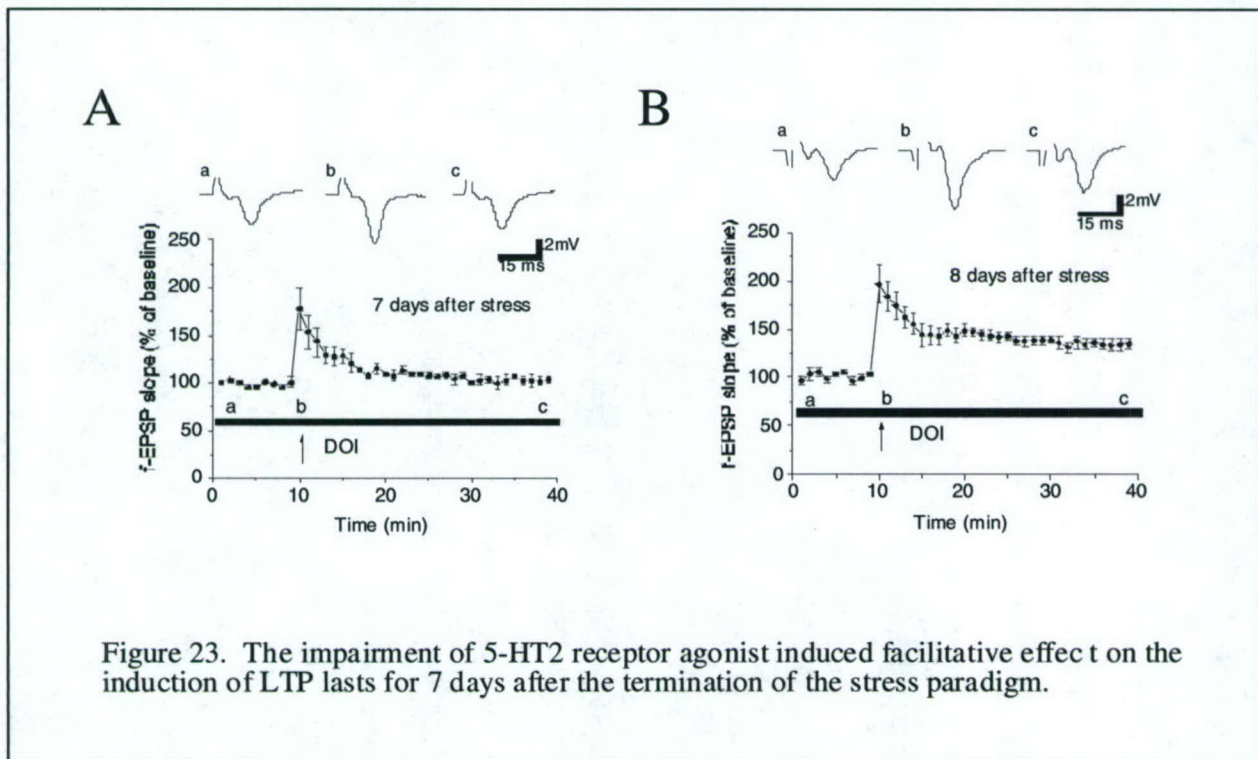 A
B
a b c
a b c
2mV
15 ms
2mV
15 ms
f-EPSP slope (% of baseline)
250
200
150
100
50
0
7 days after stress
a b c
DOI
0 10 20 30 40
Time (min)
f-EPSP slope (% of baseline)
250
200
150
100
50
0
8 days after stress
a b c
DOI
0 10 20 30 40
Time (min)
Figure 23. The impairment of 5-HT2 receptor agonist induced facilitative effec t on the
induction of LTP lasts for 7 days after the termination of the stress paradigm.